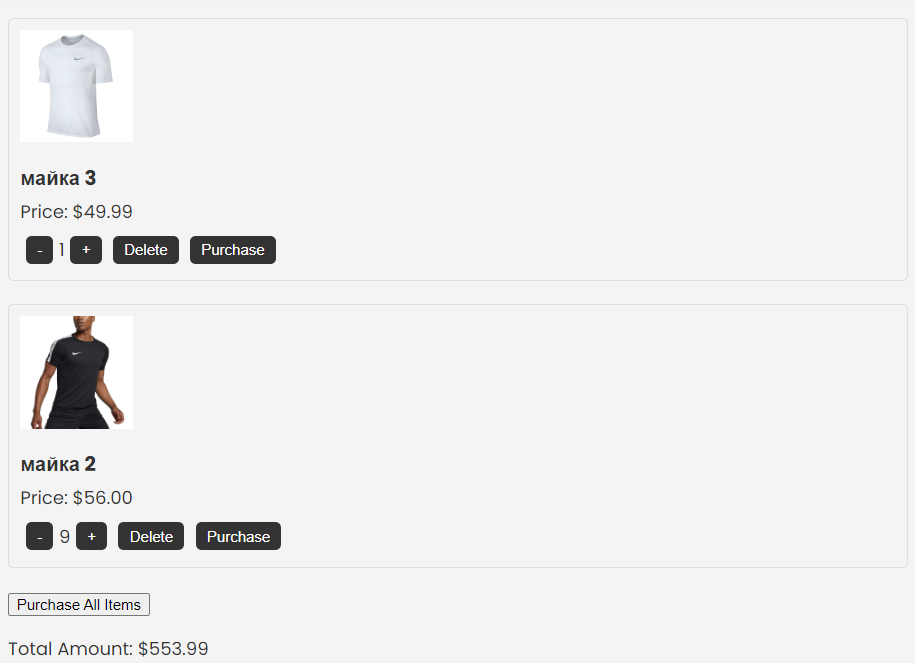 майка 3
Price: $49.99
- 1 + Delete Purchase
майка 2
Price: $56.00
- 9 + Delete Purchase
Purchase All Items
Total Amount: $553.99